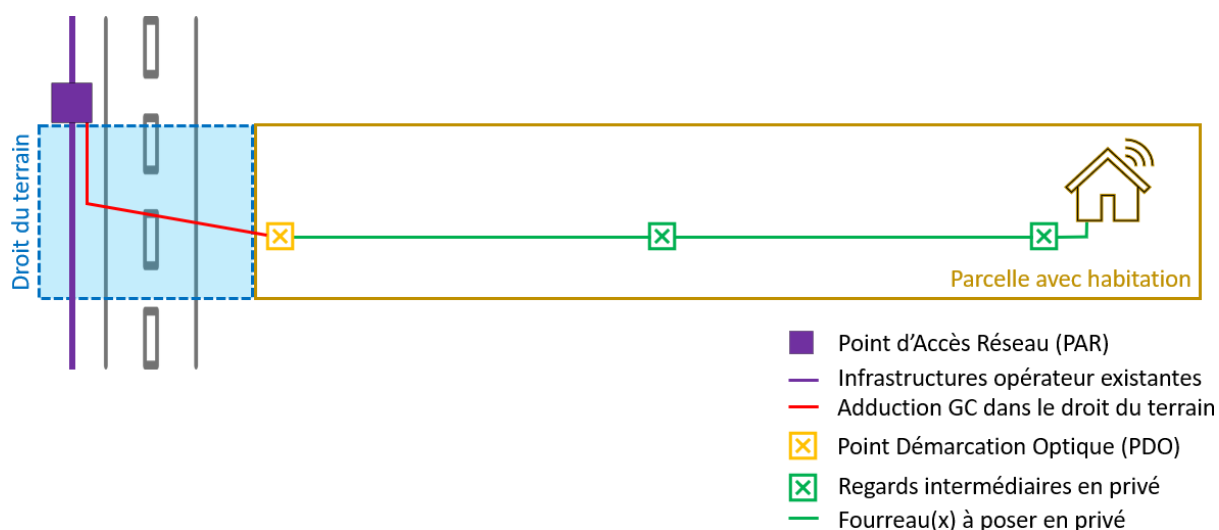 Droit du terrain
Parcelle avec habitation
Point d’Accès Réseau (PAR)
Infrastructures opérateur existantes
Adduction GC dans le droit du terrain
Point Démarcation Optique (PDO)
Regards intermédiaires en privé
Fourreau(x) à poser en privé